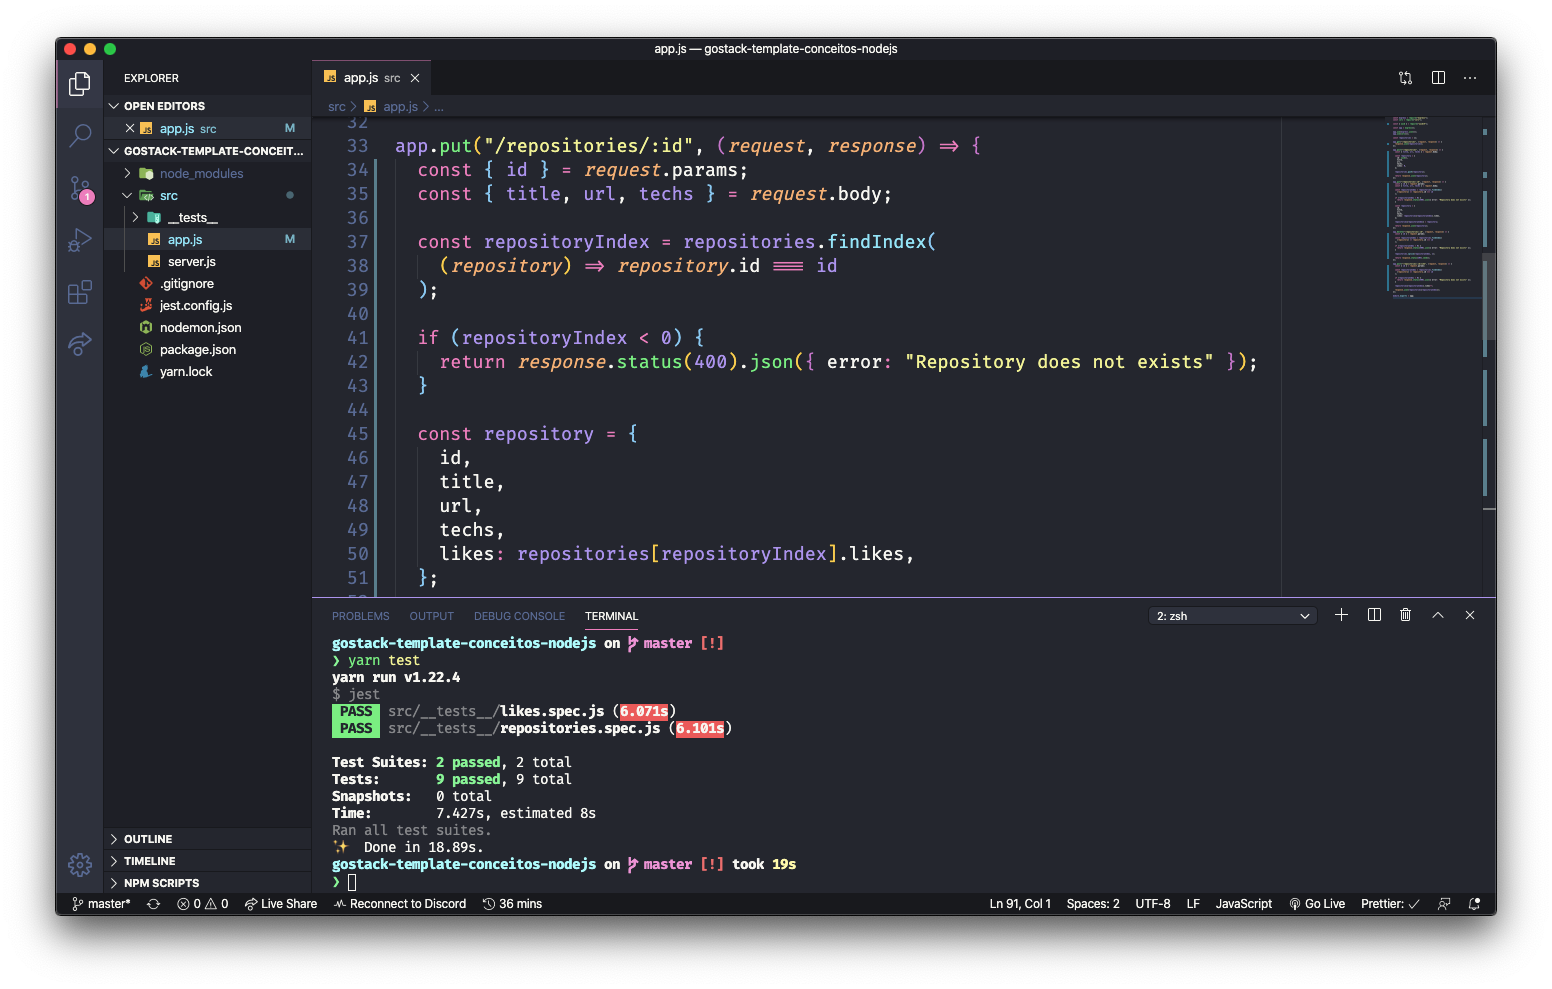 app.js — gostack-template-conceitos-nodejs
EXPLORER
OPEN EDITORS
app.js src M
GOSTACK-TEMPLATE-CONCEIT...
node_modules
src
__tests__
app.js M
server.js
.gitignore
jest.config.js
nodemon.json
package.json
yarn.lock
OUTLINE
TIMELINE
NPM SCRIPTS
1
JS app.js src
src > JS app.js > ...
32
33 app.put("/repositories/:id", (request, response) => {
34 const { id } = request.params;
35 const { title, url, techs } = request.body;
36
37 const repositoryIndex = repositories.findIndex(
38 (repository) => repository.id === id
39 );
40
41 if (repositoryIndex < 0) {
42 return response.status(400).json({ error: "Repository does not exists" });
43 }
44
45 const repository = {
46 id,
47 title,
48 url,
49 techs,
50 likes: repositories[repositoryIndex].likes,
51 };
PROBLEMS OUTPUT DEBUG CONSOLE TERMINAL 2: zsh
gostack-template-conceitos-nodejs on master [!]
❯ yarn test
yarn run v1.22.4
$ jest
PASS src/__tests__/likes.spec.js (6.071s)
PASS src/__tests__/repositories.spec.js (6.101s)
Test Suites: 2 passed, 2 total
Tests: 9 passed, 9 total
Snapshots: 0 total
Time: 7.427s, estimated 8s
Ran all test suites.
✨ Done in 18.89s.
gostack-template-conceitos-nodejs on master [!] took 19s
❯
master* 0 0 Live Share Reconnect to Discord 36 mins Ln 91, Col 1 Spaces: 2 UTF-8 LF JavaScript Go Live Prettier: ✓